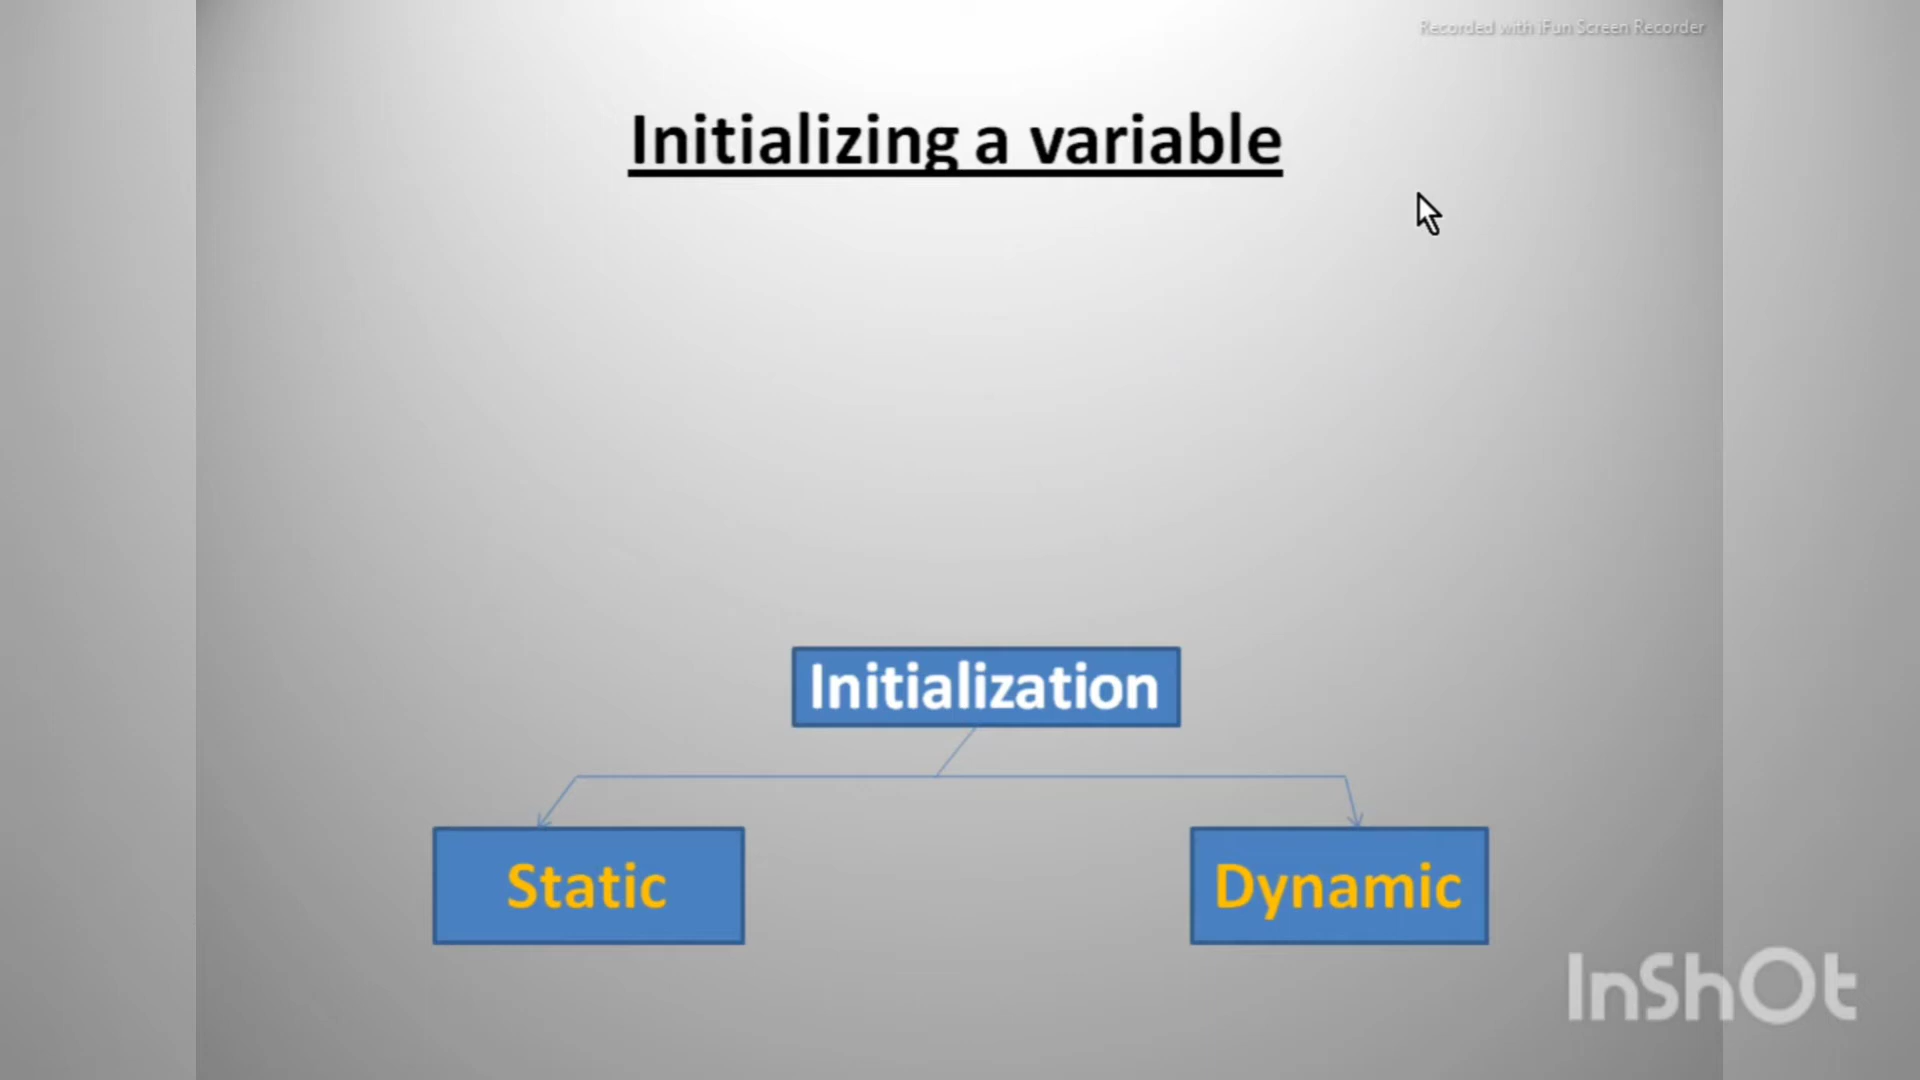 Recorded with iFun Screen Recorder
Initializing a variable
Initialization
Static
Dynamic
InShOt